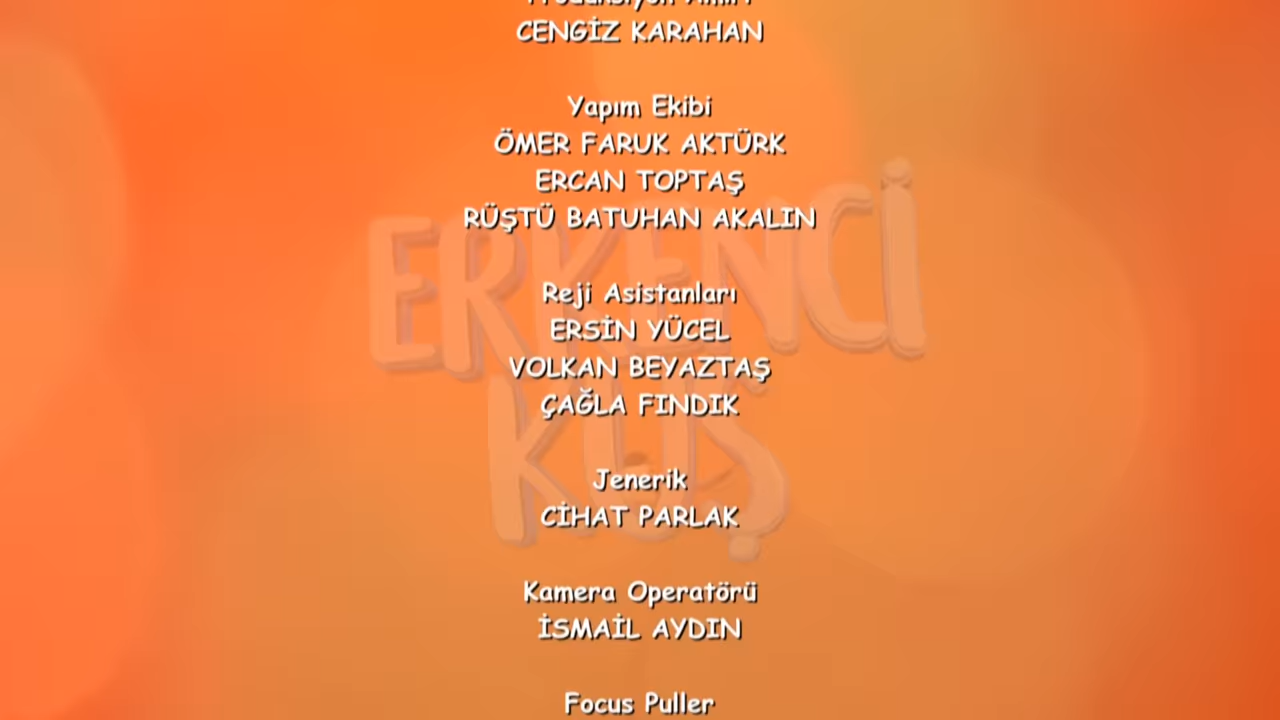 CENGİZ KARAHAN
Yapım Ekibi
ÖMER FARUK AKTÜRK
ERCAN TOPTAŞ
RÜŞTÜ BATUHAN AKALIN
Reji Asistanları
ERSİN YÜCEL
VOLKAN BEYAZTAŞ
ÇAĞLA FINDIK
Jenerik
CİHAT PARLAK
Kamera Operatörü
İSMAİL AYDIN
Focus Puller
ERKENCİ
KUŞ